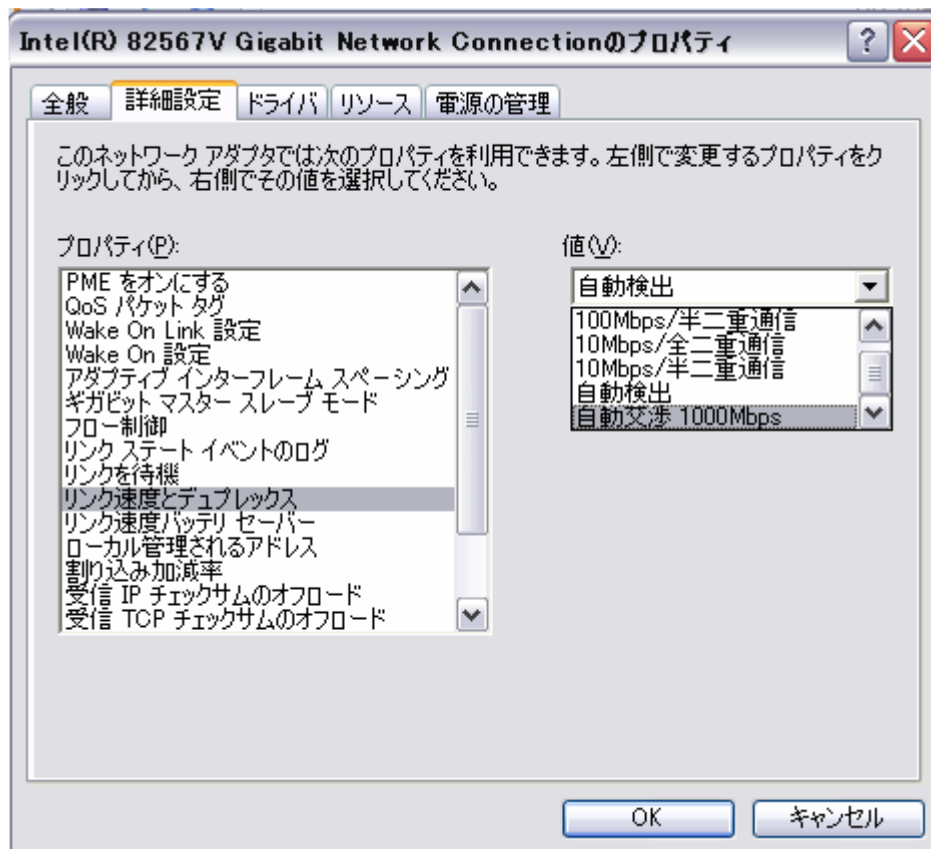 Intel(R) 82567V Gigabit Network Connectionのプロパティ
全般 詳細設定 ドライバ リソース 電源の管理
このネットワーク アダプタでは次のプロパティを利用できます。左側で変更するプロパティをク
リックしてから、右側でその値を選択してください。
プロパティ(P):
PME をオンにする
QoS パケット タグ
Wake On Link 設定
Wake On 設定
アダプティブ インターフレーム スペーシング
ギガビット マスター スレーブ モード
フロー制御
リンク ステート イベントのログ
リンクを待機
リンク速度とデュプレックス
リンク速度バッテリ セーバー
ローカル管理されるアドレス
割り込み加減率
受信 IP チェックサムのオフロード
受信 TCP チェックサムのオフロード
値(V):
自動検出
100Mbps/半二重通信
10Mbps/全二重通信
10Mbps/半二重通信
自動検出
自動交渉 1000Mbps
OK キャンセル